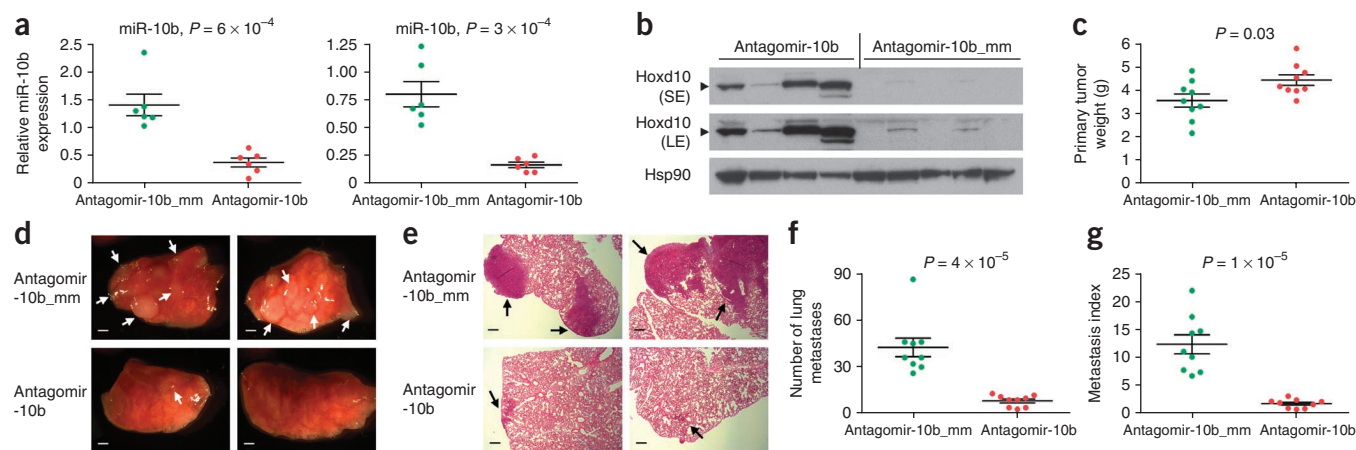 a
miR-10b, P = 6 × 10⁻⁴
Relative miR-10b
expression
2.5
2.0
1.5
1.0
0.5
0
Antagomir-10b_mm Antagomir-10b
miR-10b, P = 3 × 10⁻⁴
1.25
1.00
0.75
0.50
0.25
0
Antagomir-10b_mm Antagomir-10b
b
Antagomir-10b Antagomir-10b_mm
Hoxd10
(SE)
Hoxd10
(LE)
Hsp90
c
P = 0.03
Primary tumor
weight (g)
6
5
4
3
2
1
0
Antagomir-10b_mm Antagomir-10b
d
Antagomir
-10b_mm
Antagomir
-10b
e
Antagomir
-10b_mm
Antagomir
-10b
f
P = 4 × 10⁻⁵
Number of lung
metastases
90
60
30
0
Antagomir-10b_mm Antagomir-10b
g
P = 1 × 10⁻⁵
Metastasis index
25
20
15
10
5
0
Antagomir-10b_mm Antagomir-10b